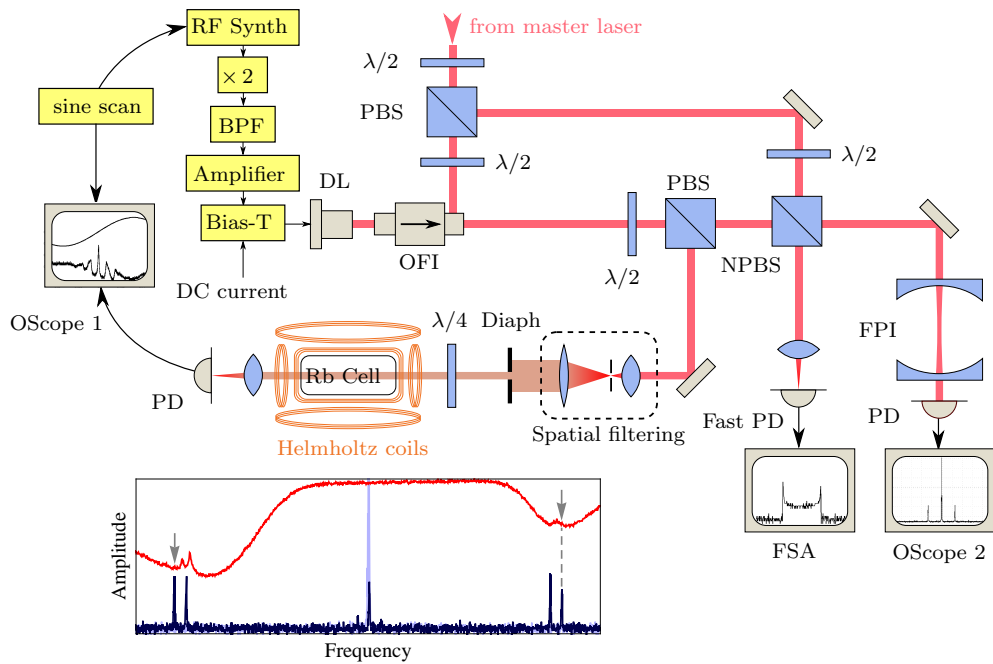 RF Synth
from master laser
λ/2
× 2
sine scan
PBS
BPF
λ/2
λ/2
Amplifier
DL
PBS
Bias-T
OFI
NPBS
λ/2
DC current
OScope 1
λ/4
Diaph
FPI
Rb Cell
PD
Fast PD
PD
Helmholtz coils
Spatial filtering
FSA
OScope 2
Amplitude
Frequency